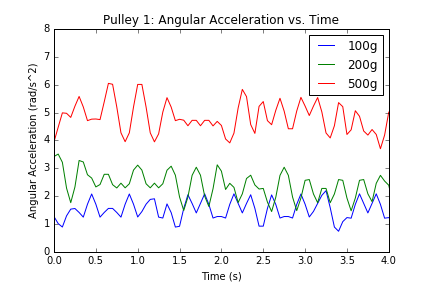 Pulley 1: Angular Acceleration vs. Time
Angular Acceleration (rad/s^2)
8
7
6
5
4
3
2
1
0
100g
200g
500g
0.0 0.5 1.0 1.5 2.0 2.5 3.0 3.5 4.0
Time (s)